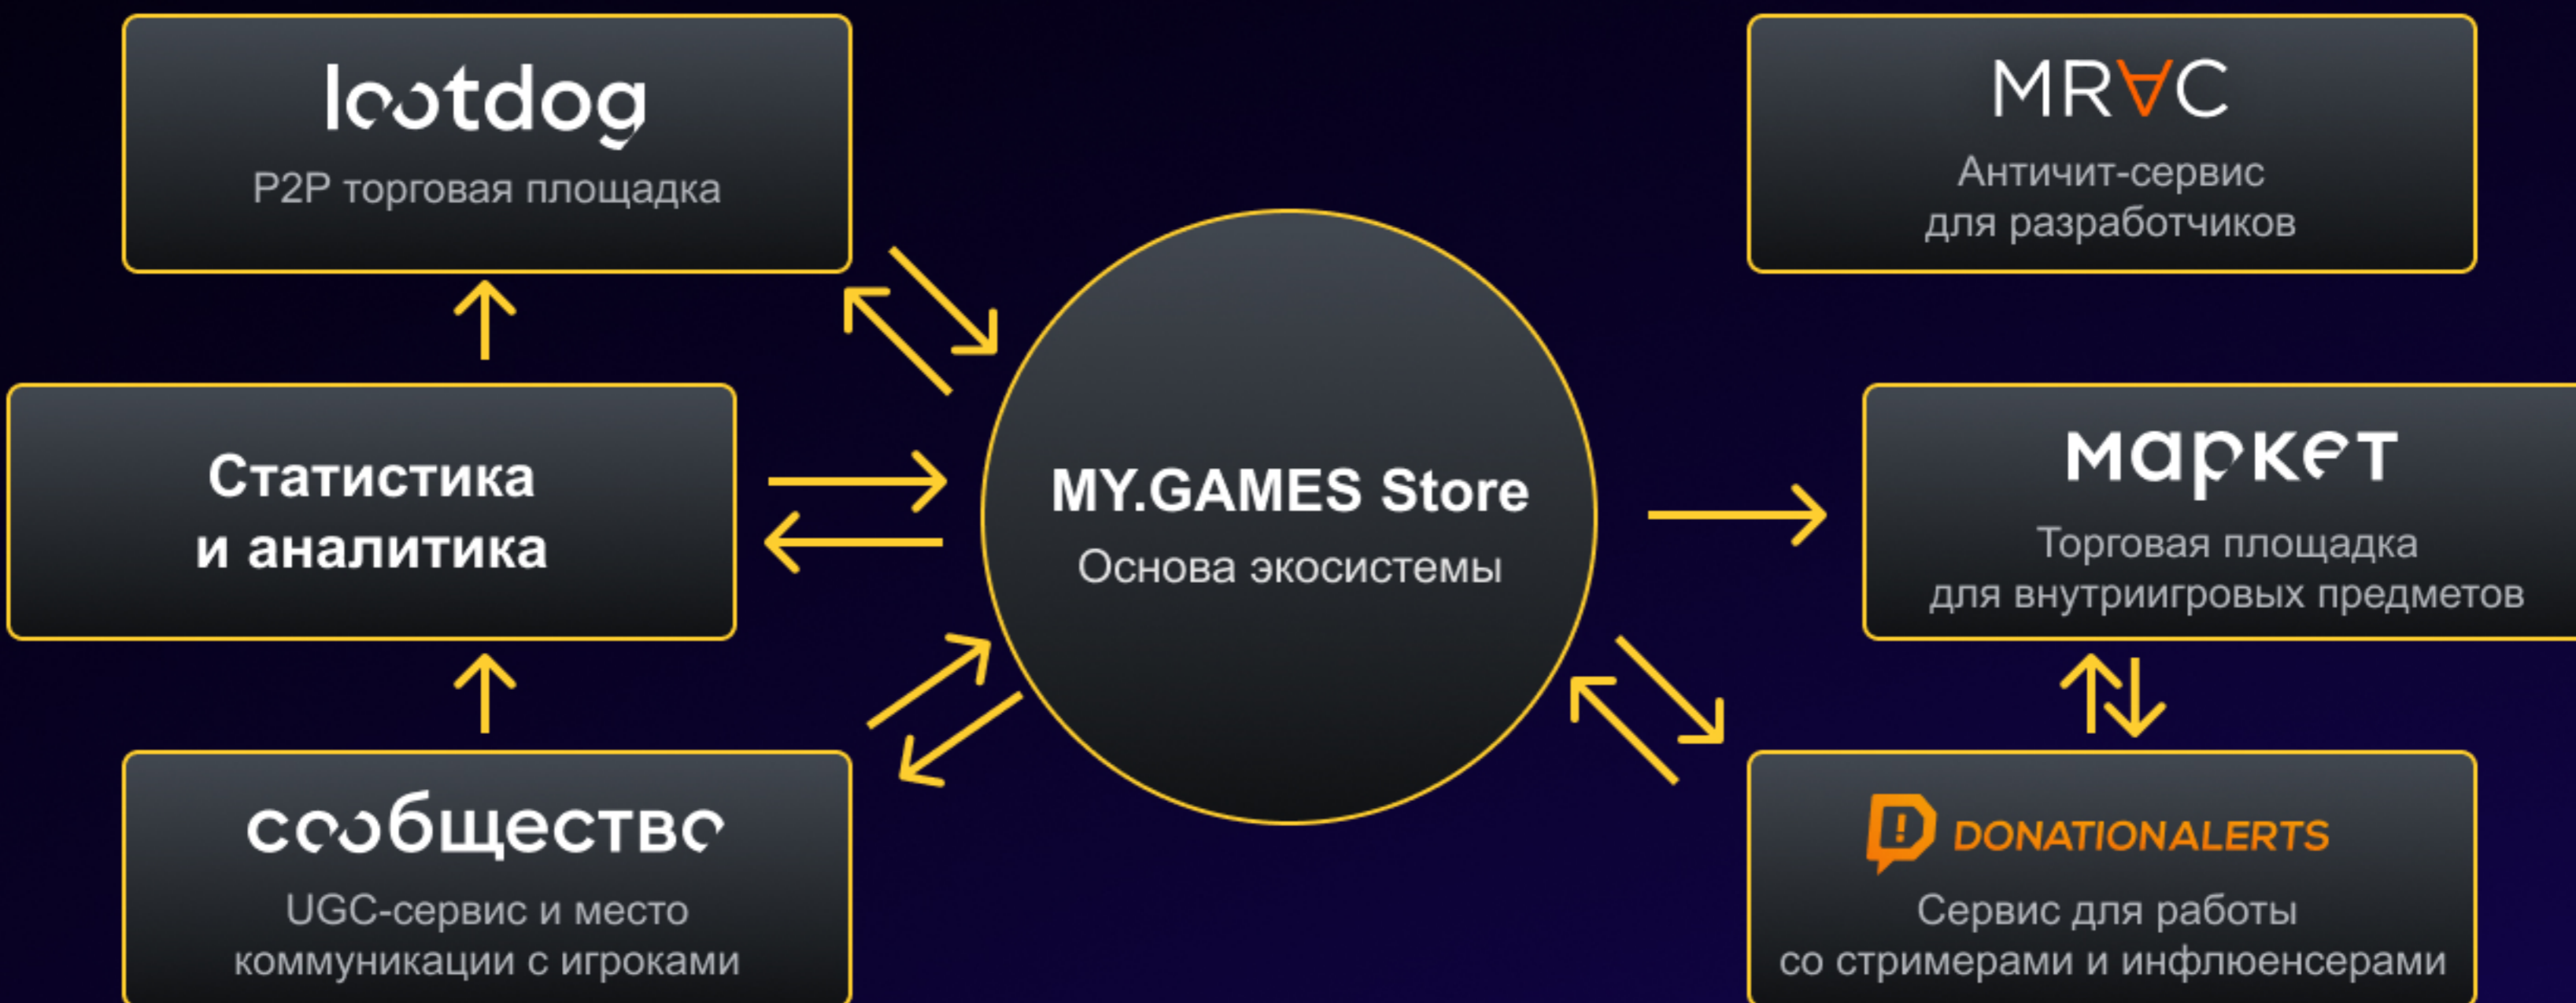 lootdog
P2P торговая площадка
MRAC
Античит-сервис
для разработчиков
Статистика
и аналитика
MY.GAMES Store
Основа экосистемы
маркет
Торговая площадка
для внутриигровых предметов
сообщество
UGC-сервис и место
коммуникации с игроками
DONATIONALERTS
Сервис для работы
со стримерами и инфлюенсерами